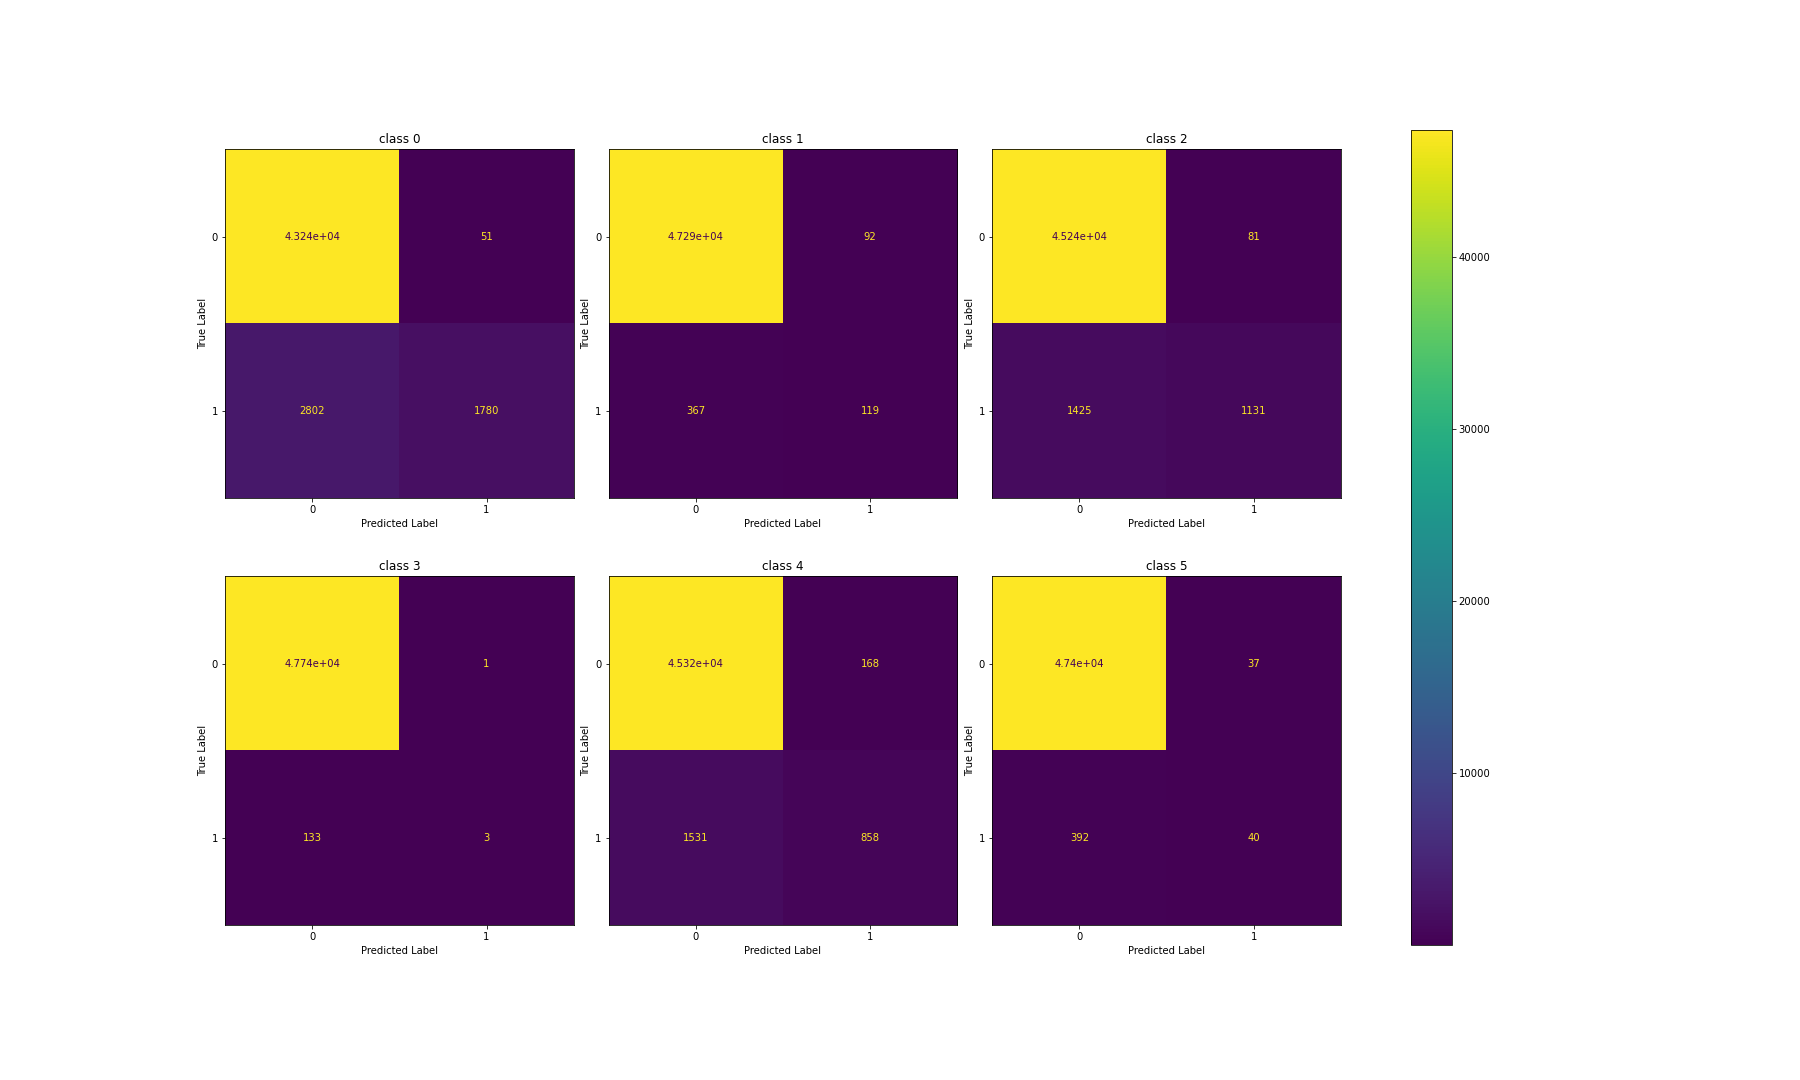 class 0
class 1
class 2
0
4.324e+04
51
0
4.729e+04
92
0
4.524e+04
81
40000
True Label
True Label
True Label
1
2802
1780
1
367
119
1
1425
1131
30000
0
1
0
1
0
1
Predicted Label
Predicted Label
Predicted Label
class 3
class 4
class 5
20000
0
4.774e+04
1
0
4.532e+04
168
0
4.74e+04
37
True Label
True Label
True Label
10000
1
133
3
1
1531
858
1
392
40
0
1
0
1
0
1
Predicted Label
Predicted Label
Predicted Label